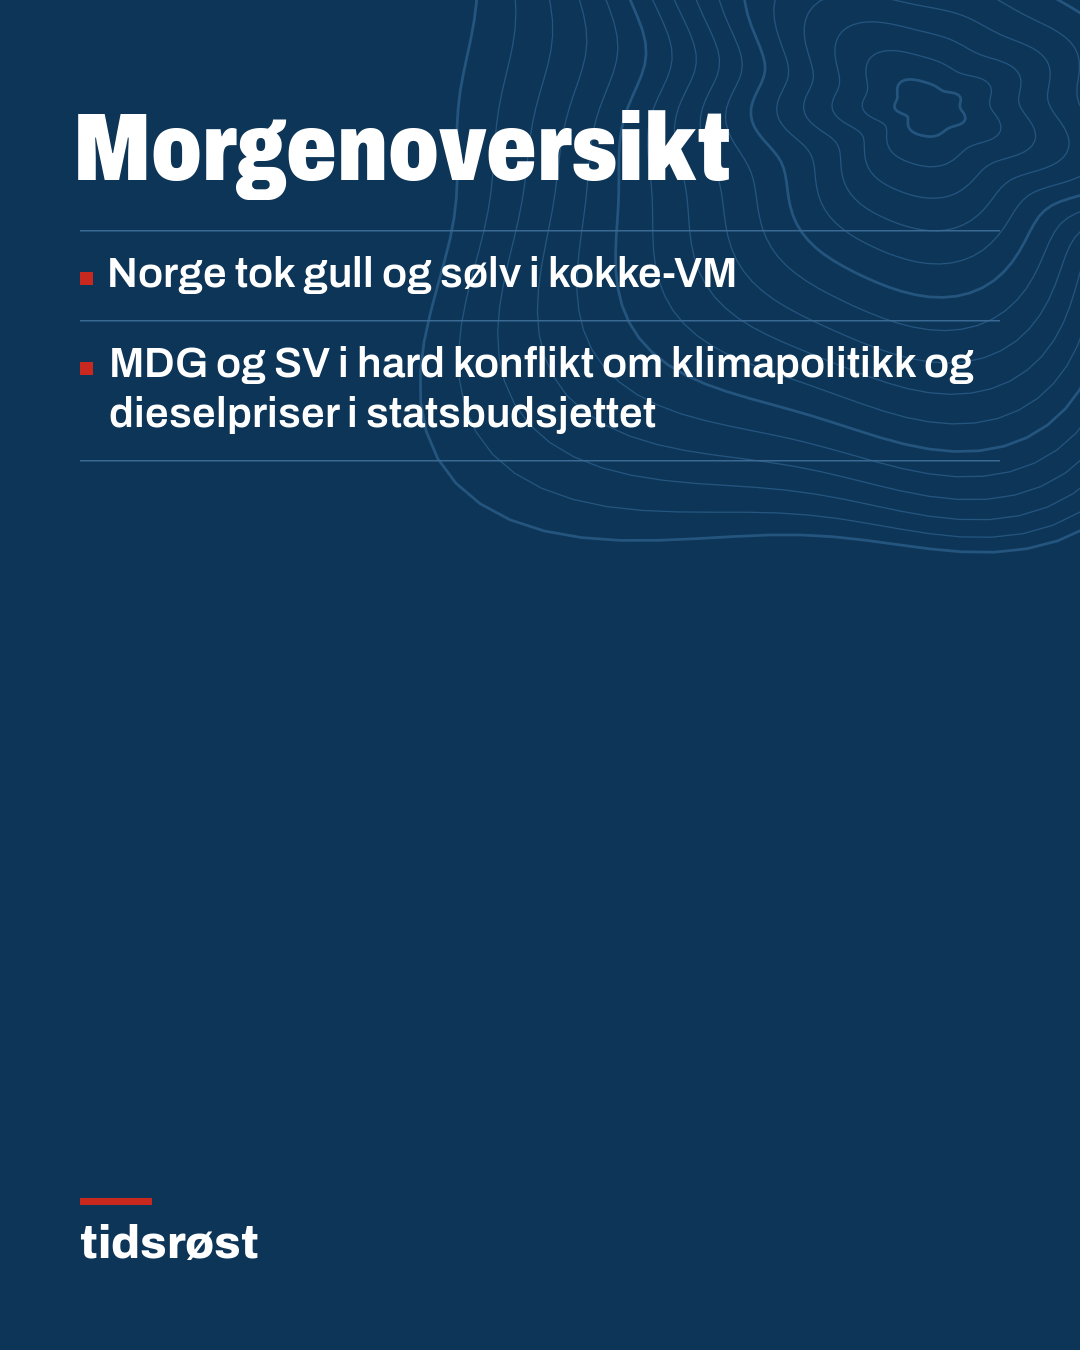 Morgenoversikt
Norge tok gull og sølv i kokke-VM
MDG og SV i hard konflikt om klimapolitikk og
dieselpriser i statsbudsjettet
tidsrøst